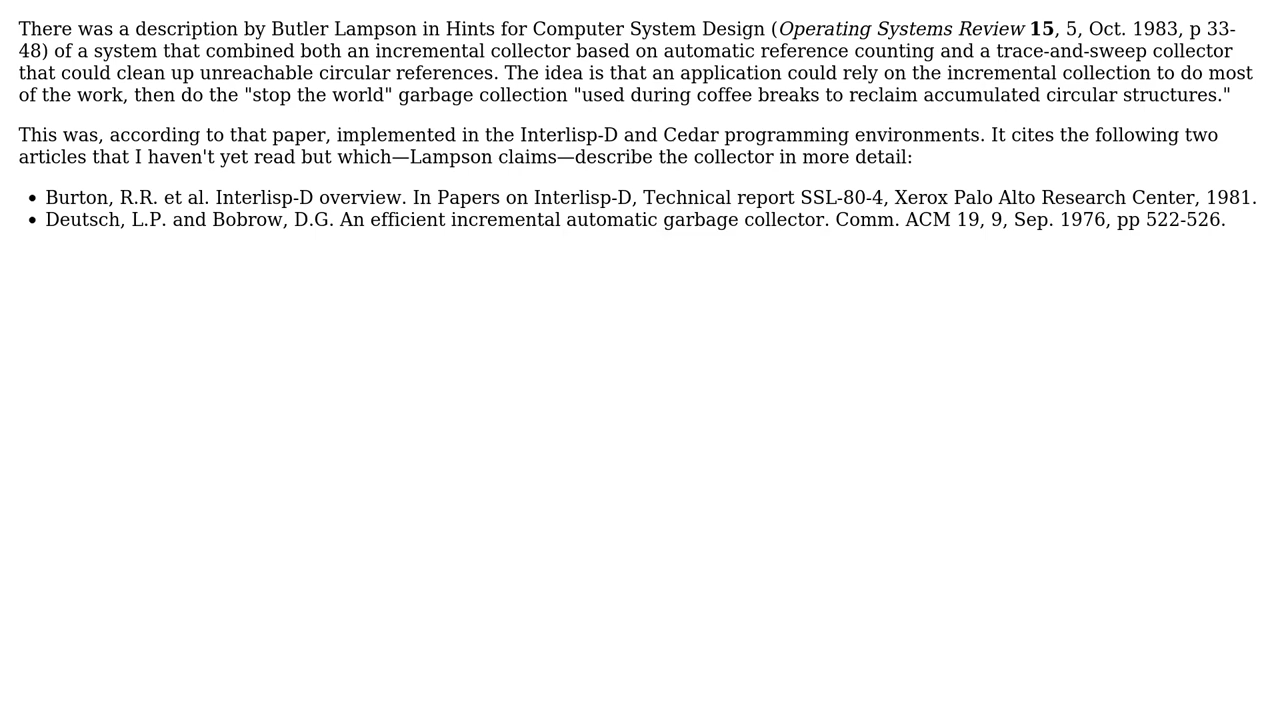 There was a description by Butler Lampson in Hints for Computer System Design (Operating Systems Review 15, 5, Oct. 1983, p 33-
48) of a system that combined both an incremental collector based on automatic reference counting and a trace-and-sweep collector
that could clean up unreachable circular references. The idea is that an application could rely on the incremental collection to do most
of the work, then do the "stop the world" garbage collection "used during coffee breaks to reclaim accumulated circular structures."
This was, according to that paper, implemented in the Interlisp-D and Cedar programming environments. It cites the following two
articles that I haven't yet read but which—Lampson claims—describe the collector in more detail:
• Burton, R.R. et al. Interlisp-D overview. In Papers on Interlisp-D, Technical report SSL-80-4, Xerox Palo Alto Research Center, 1981.
• Deutsch, L.P. and Bobrow, D.G. An efficient incremental automatic garbage collector. Comm. ACM 19, 9, Sep. 1976, pp 522-526.